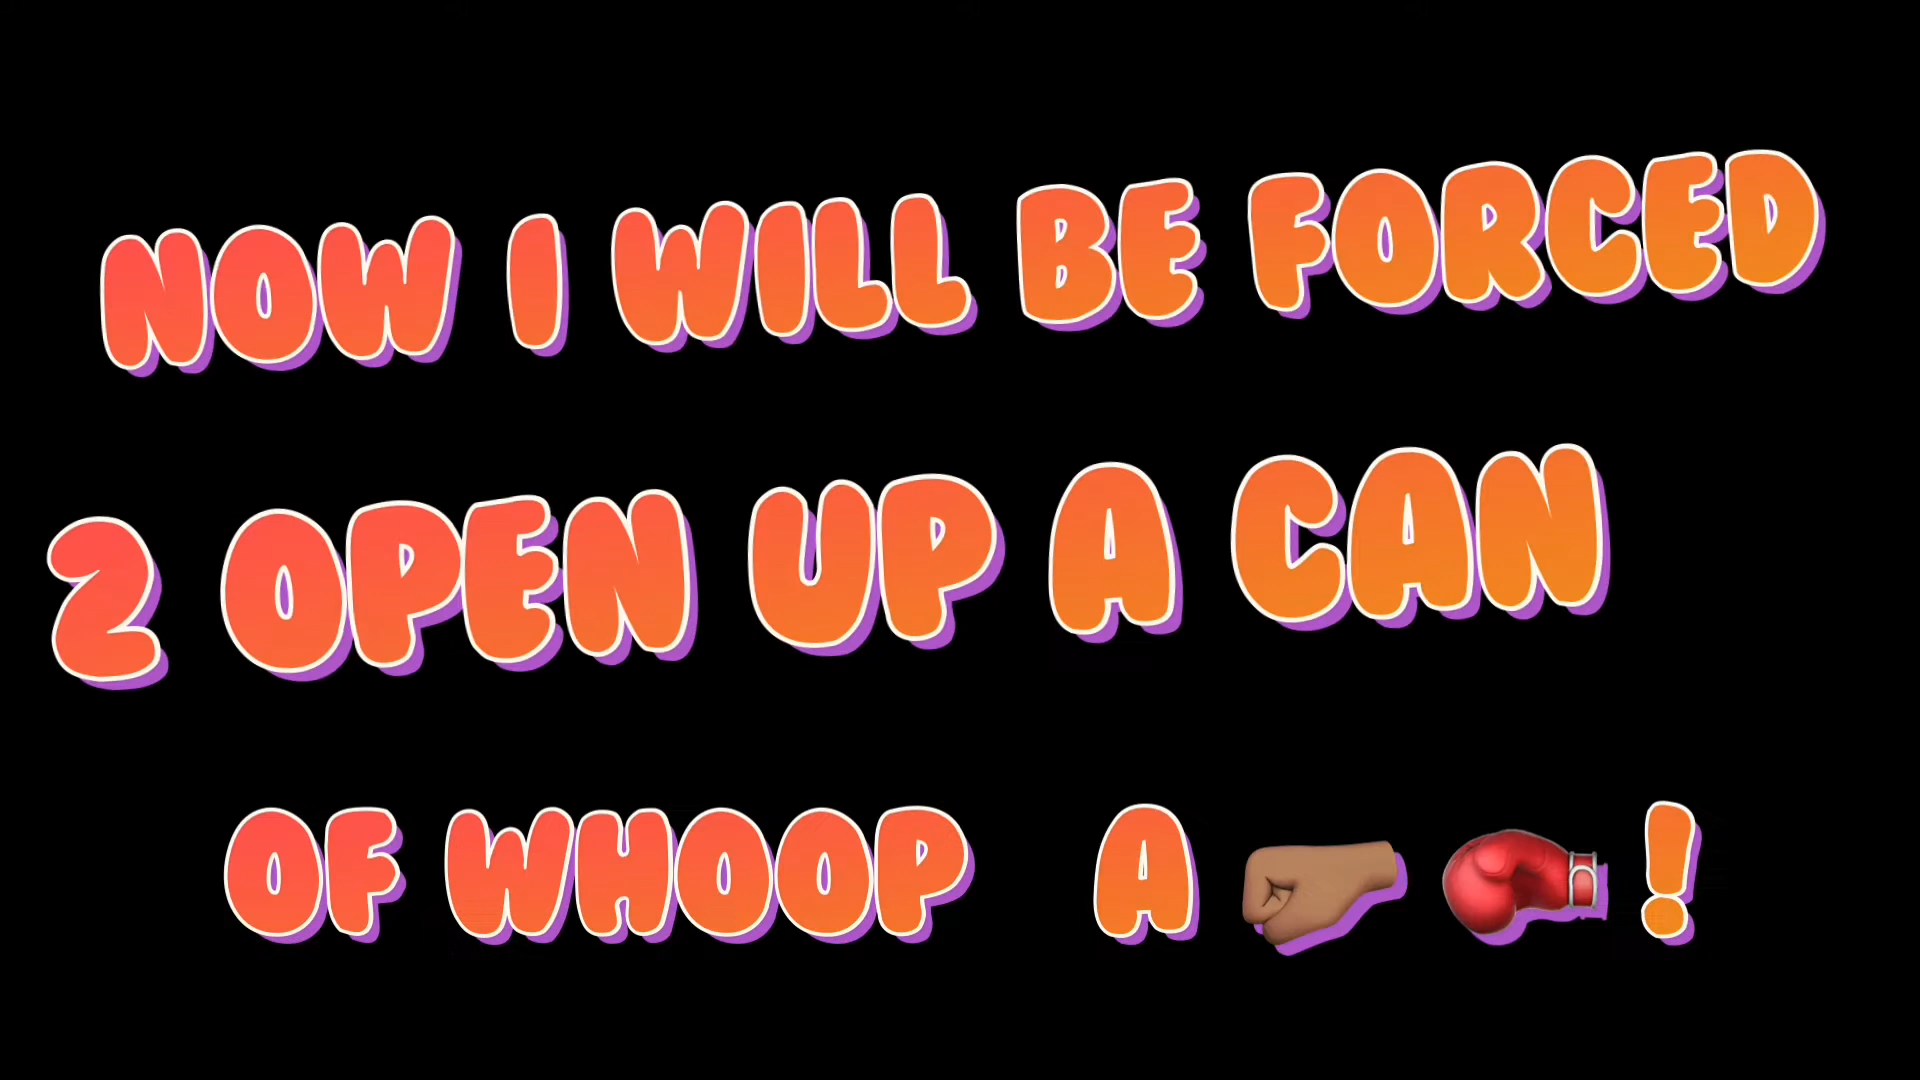 NOW I WILL BE FORCED
2 OPEN UP A CAN
OF WHOOP A 🤛🏽 🥊 !